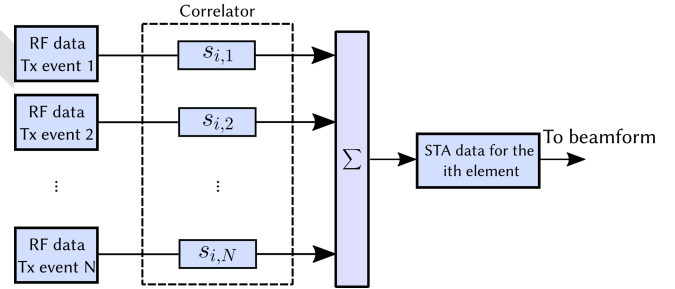 Correlator
RF data
Tx event 1
s_{i,1}
RF data
Tx event 2
s_{i,2}
∑
STA data for the
ith element
To beamform
⋮
⋮
RF data
Tx event N
s_{i,N}